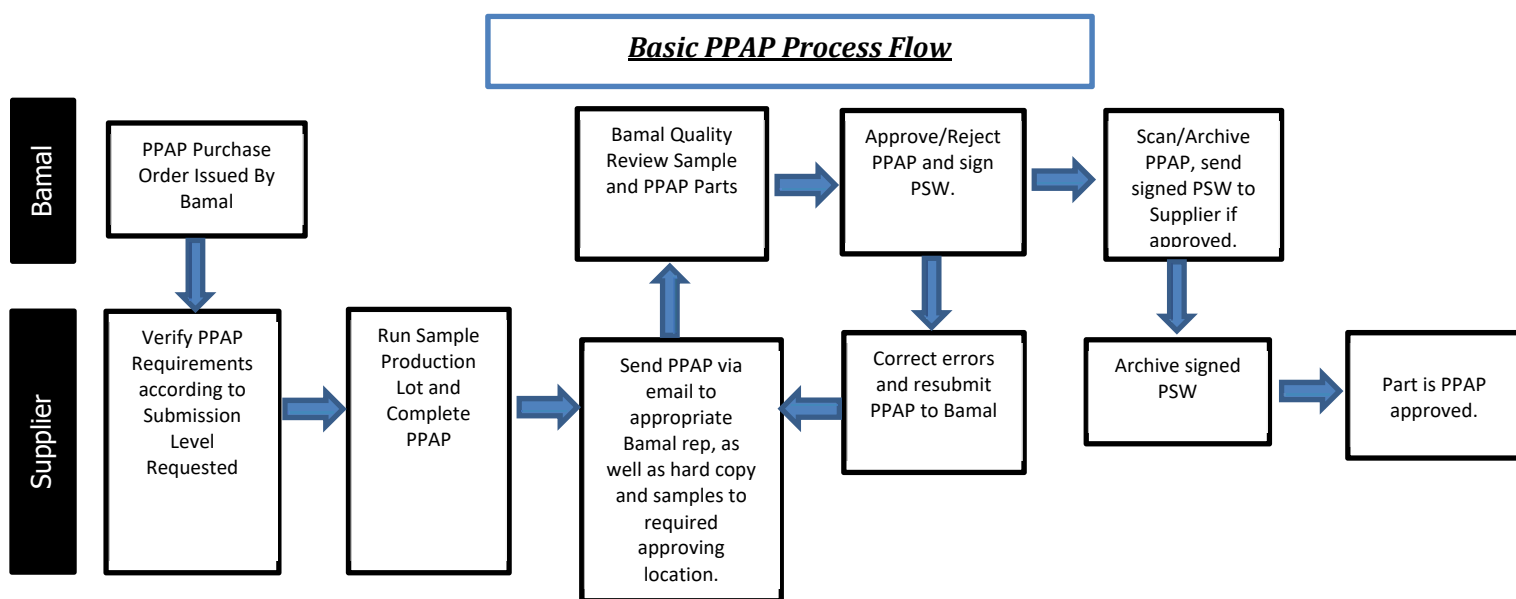 Basic PPAP Process Flow
Bamal
PPAP Purchase
Order Issued By
Bamal
Bamal Quality
Review Sample
and PPAP Parts
Approve/Reject
PPAP and sign
PSW.
Scan/Archive
PPAP, send
signed PSW to
Supplier if
approved.
Supplier
Verify PPAP
Requirements
according to
Submission
Level
Requested
Run Sample
Production
Lot and
Complete
PPAP
Send PPAP via
email to
appropriate
Bamal rep, as
well as hard copy
and samples to
required
approving
location.
Correct errors
and resubmit
PPAP to Bamal
Archive signed
PSW
Part is PPAP
approved.